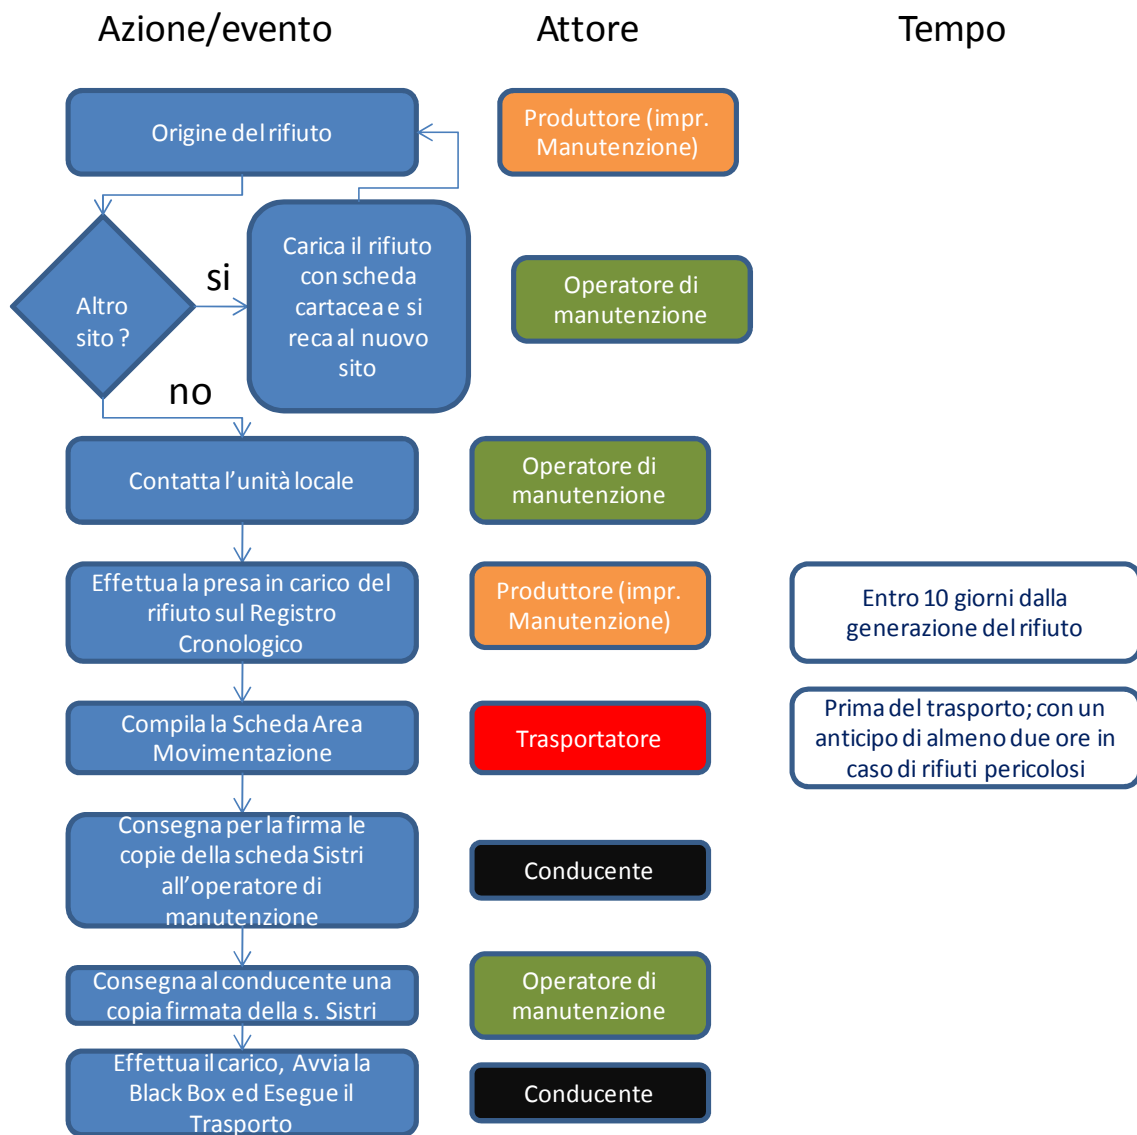 Azione/evento Attore Tempo
Origine del rifiuto
Produttore (impr.
Manutenzione)
Altro
sito ?
si
Carica il rifiuto
con scheda
cartacea e si
reca al nuovo
sito
Operatore di
manutenzione
no
Contatta l'unità locale
Operatore di
manutenzione
Effettua la presa in carico del
rifiuto sul Registro
Cronologico
Produttore (impr.
Manutenzione)
Entro 10 giorni dalla
generazione del rifiuto
Compila la Scheda Area
Movimentazione
Trasportatore
Prima del trasporto; con un
anticipo di almeno due ore in
caso di rifiuti pericolosi
Consegna per la firma le
copie della scheda Sistri
all'operatore di
manutenzione
Conducente
Consegna al conducente una
copia firmata della s. Sistri
Operatore di
manutenzione
Effettua il carico, Avvia la
Black Box ed Esegue il
Trasporto
Conducente